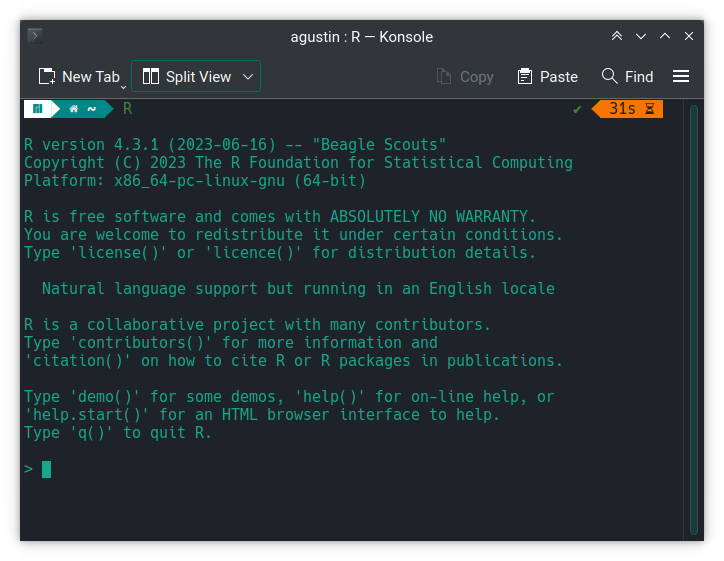 agustin : R — Konsole
New Tab Split View Copy Paste Find
~ R ✔ 31s
R version 4.3.1 (2023-06-16) -- "Beagle Scouts"
Copyright (C) 2023 The R Foundation for Statistical Computing
Platform: x86_64-pc-linux-gnu (64-bit)
R is free software and comes with ABSOLUTELY NO WARRANTY.
You are welcome to redistribute it under certain conditions.
Type 'license()' or 'licence()' for distribution details.
Natural language support but running in an English locale
R is a collaborative project with many contributors.
Type 'contributors()' for more information and
'citation()' on how to cite R or R packages in publications.
Type 'demo()' for some demos, 'help()' for on-line help, or
'help.start()' for an HTML browser interface to help.
Type 'q()' to quit R.
>